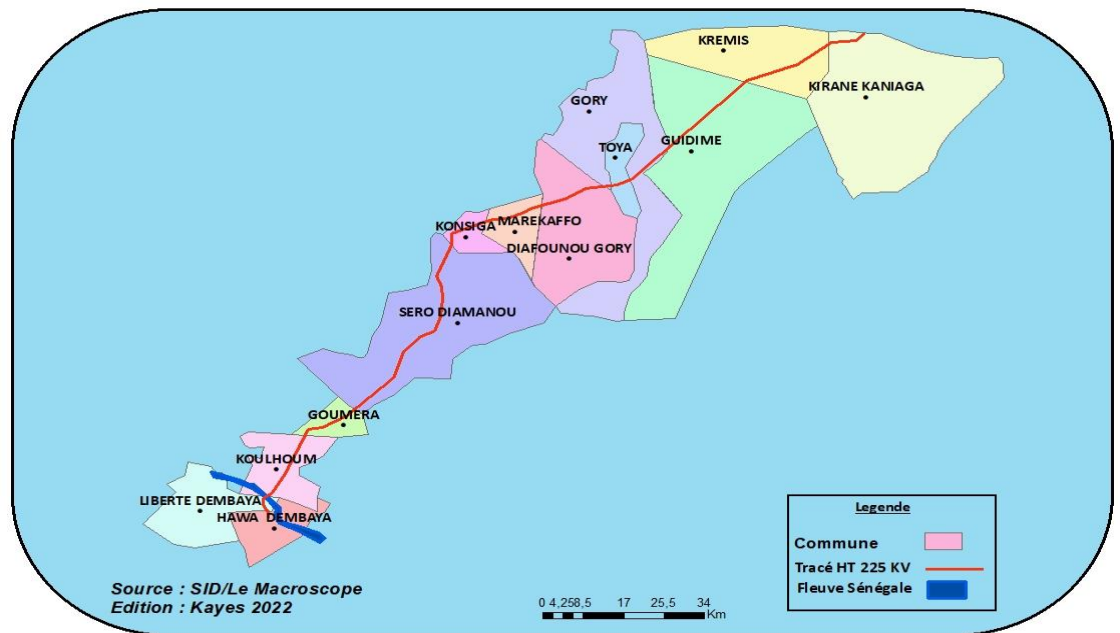 KREMIS
KIRANE KANIAGA
GORY
TOYA
GUIDIME
KONSIGA
MAREKAFFO
DIAFOUNOU GORY
SERO DIAMANOU
GOUMERA
KOULHOUM
LIBERTE DEMBAYA
HAWA DEMBAYA
Legende
Commune
Tracé HT 225 KV
Fleuve Sénégale
Source : SID/Le Macroscope
Edition : Kayes 2022
0 4,25 8,5 17 25,5 34
Km